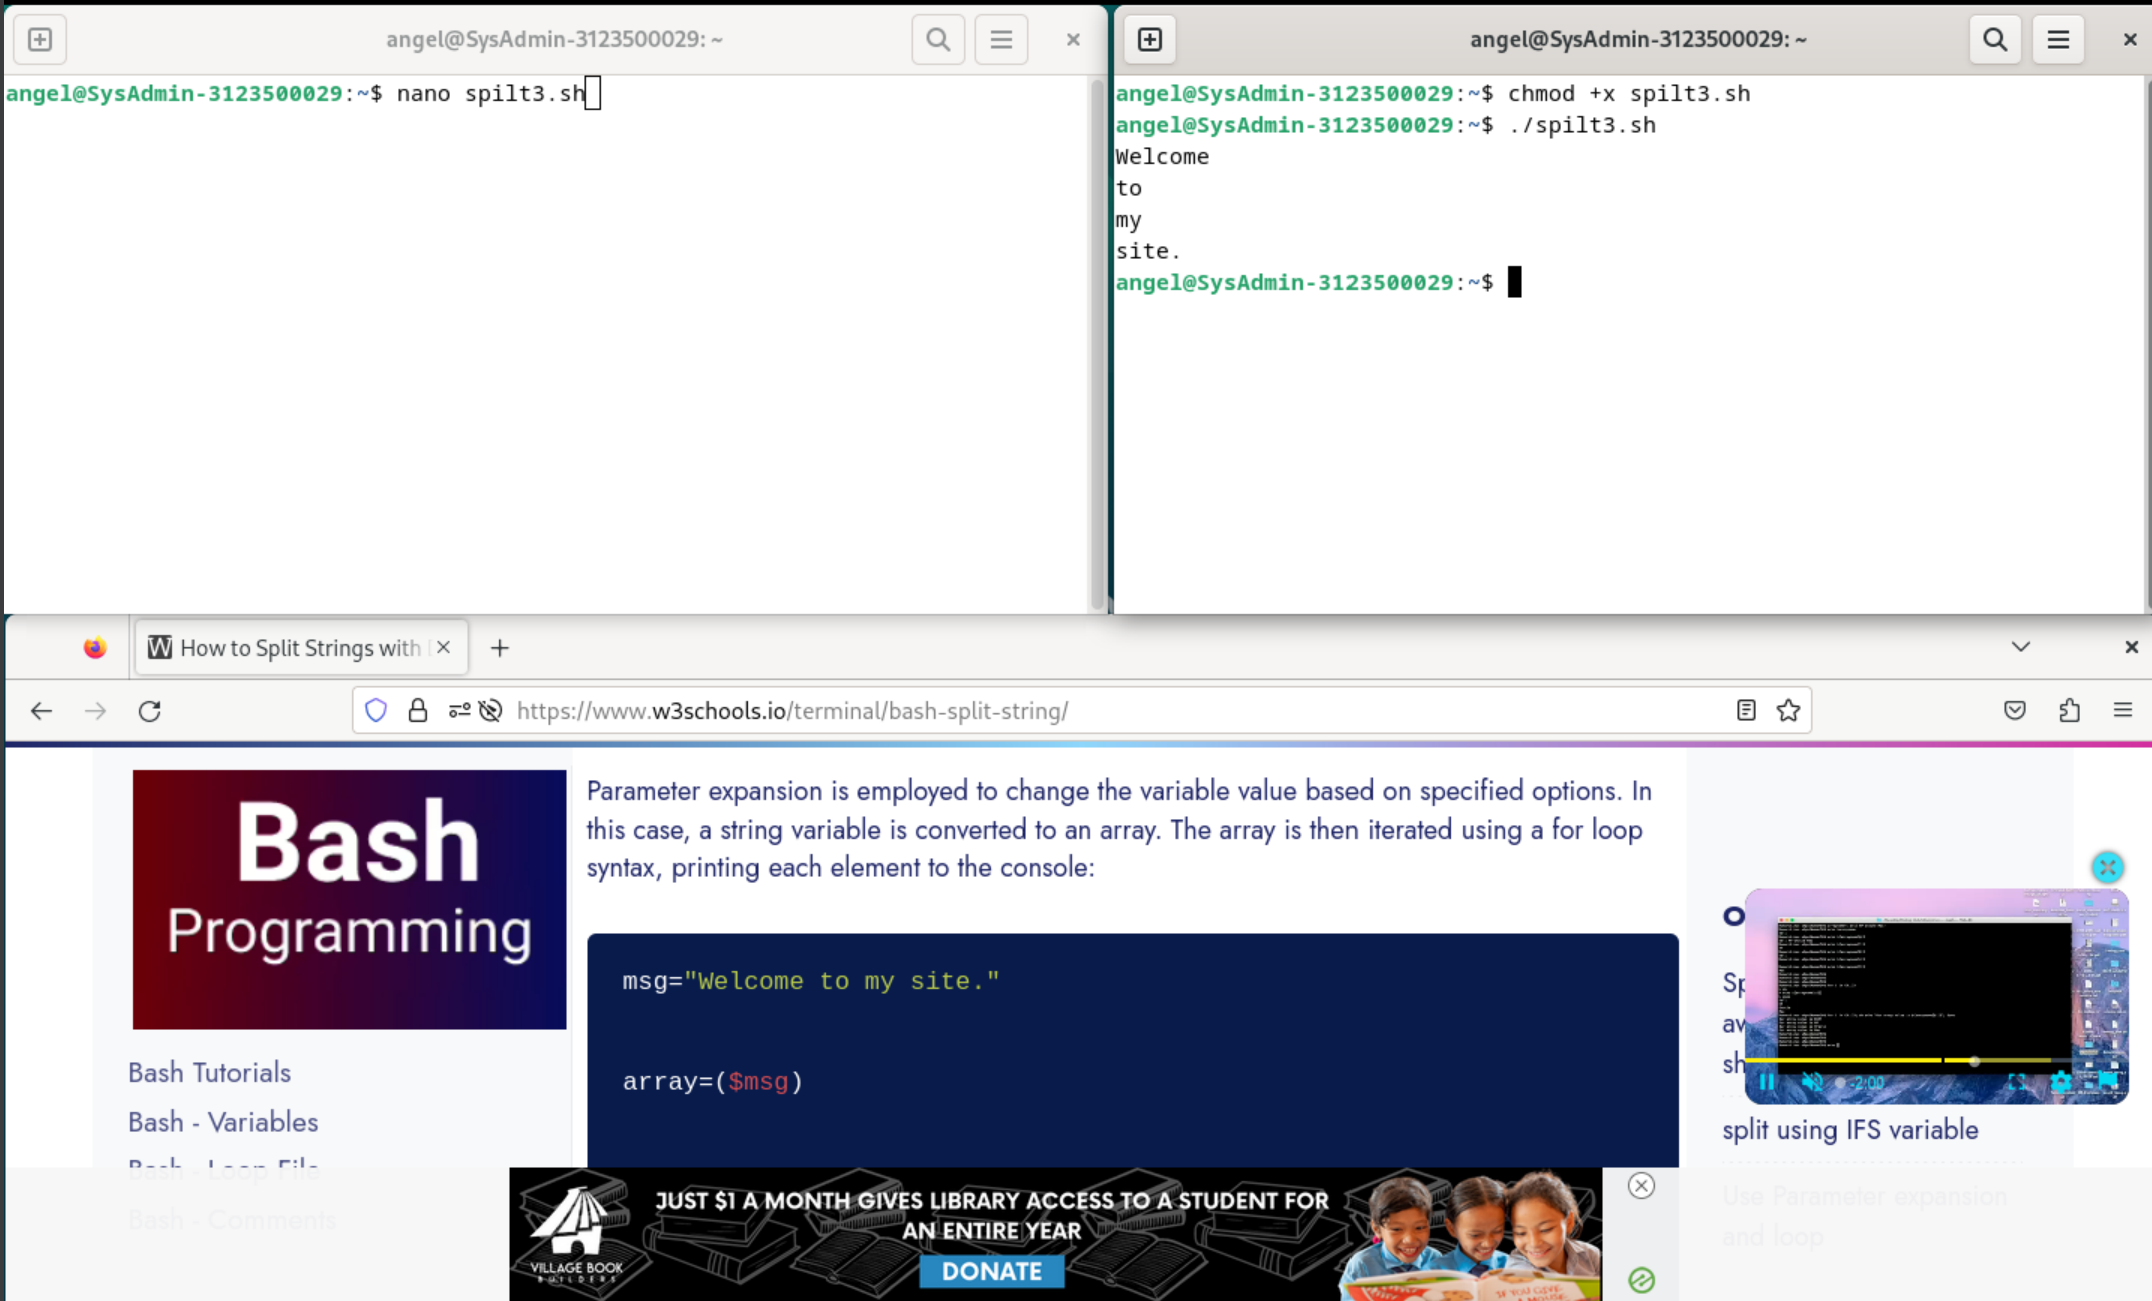 angel@SysAdmin-3123500029: ~
angel@SysAdmin-3123500029:~$ nano spilt3.sh
angel@SysAdmin-3123500029: ~
angel@SysAdmin-3123500029:~$ chmod +x spilt3.sh
angel@SysAdmin-3123500029:~$ ./spilt3.sh
Welcome
to
my
site.
angel@SysAdmin-3123500029:~$
How to Split Strings with
https://www.w3schools.io/terminal/bash-split-string/
Bash
Programming
Bash Tutorials
Bash - Variables
Bash - Loop File
Bash - Comments
Parameter expansion is employed to change the variable value based on specified options. In
this case, a string variable is converted to an array. The array is then iterated using a for loop
syntax, printing each element to the console:
msg="Welcome to my site."
array=($msg)
-2:00
split using IFS variable
Use Parameter expansion
and loop
VILLAGE BOOK
BUILDERS
JUST $1 A MONTH GIVES LIBRARY ACCESS TO A STUDENT FOR
AN ENTIRE YEAR
DONATE